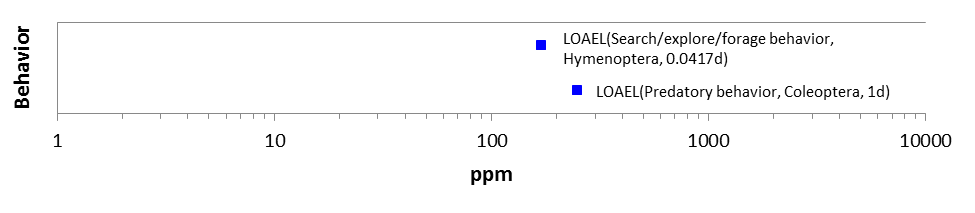 Behavior
LOAEL(Search/explore/forage behavior,
Hymenoptera, 0.0417d)
LOAEL(Predatory behavior, Coleoptera, 1d)
1 10 100 1000 10000
ppm